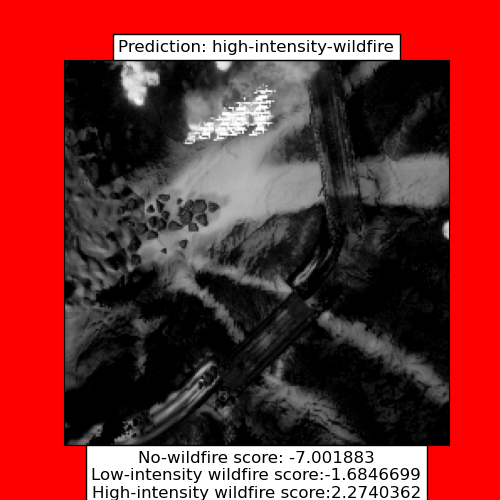 Prediction: high-intensity-wildfire
No-wildfire score: -7.001883
Low-intensity wildfire score:-1.6846699
High-intensity wildfire score:2.2740362